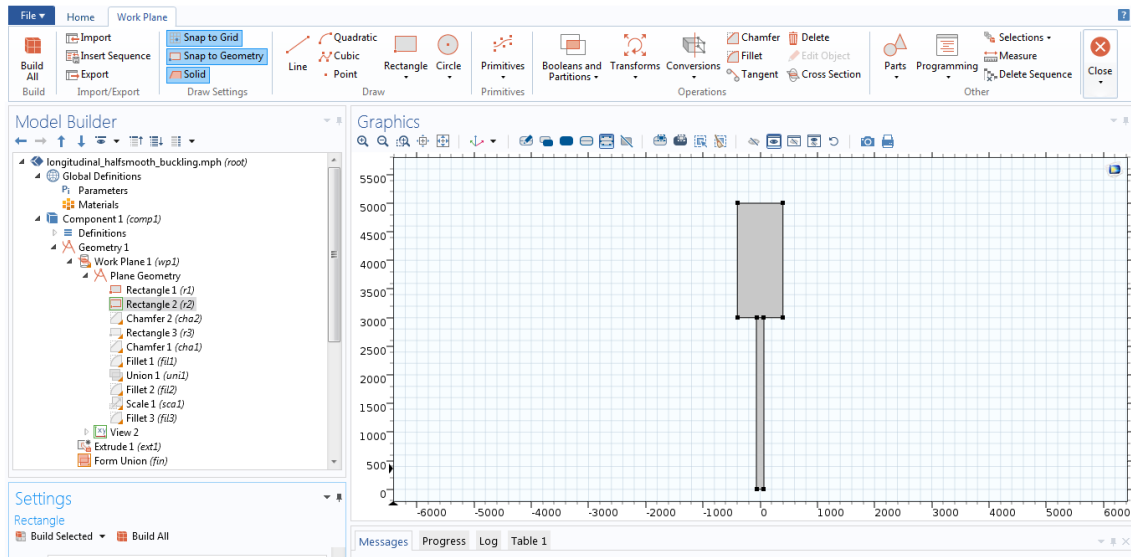 File▼ Home Work Plane ?
Import
Insert Sequence
Export
Build All
Build
Import/Export
Snap to Grid
Snap to Geometry
Solid
Draw Settings
Line
Quadratic
Cubic
Point
Rectangle
Circle
Draw
Primitives
Primitives
Booleans and Partitions
Transforms
Conversions
Chamfer
Fillet
Tangent
Delete
Edit Object
Cross Section
Operations
Parts
Programming
Selections
Measure
Delete Sequence
Other
Close
Close
Model Builder
longitudinal_halfsmooth_buckling.mph (root)
Global Definitions
Pi Parameters
Materials
Component 1 (comp1)
Definitions
Geometry 1
Work Plane 1 (wp1)
Plane Geometry
Rectangle 1 (r1)
Rectangle 2 (r2)
Chamfer 2 (cha2)
Rectangle 3 (r3)
Chamfer 1 (cha1)
Fillet 1 (fil1)
Union 1 (uni1)
Fillet 2 (fil2)
Scale 1 (sca1)
Fillet 3 (fil3)
View 2
Extrude 1 (ext1)
Form Union (fin)
Settings
Rectangle
Build Selected Build All
Graphics
5500
5000
4500
4000
3500
3000
2500
2000
1500
1000
500
0
-6000 -5000 -4000 -3000 -2000 -1000 0 1000 2000 3000 4000 5000 6000
Messages Progress Log Table 1